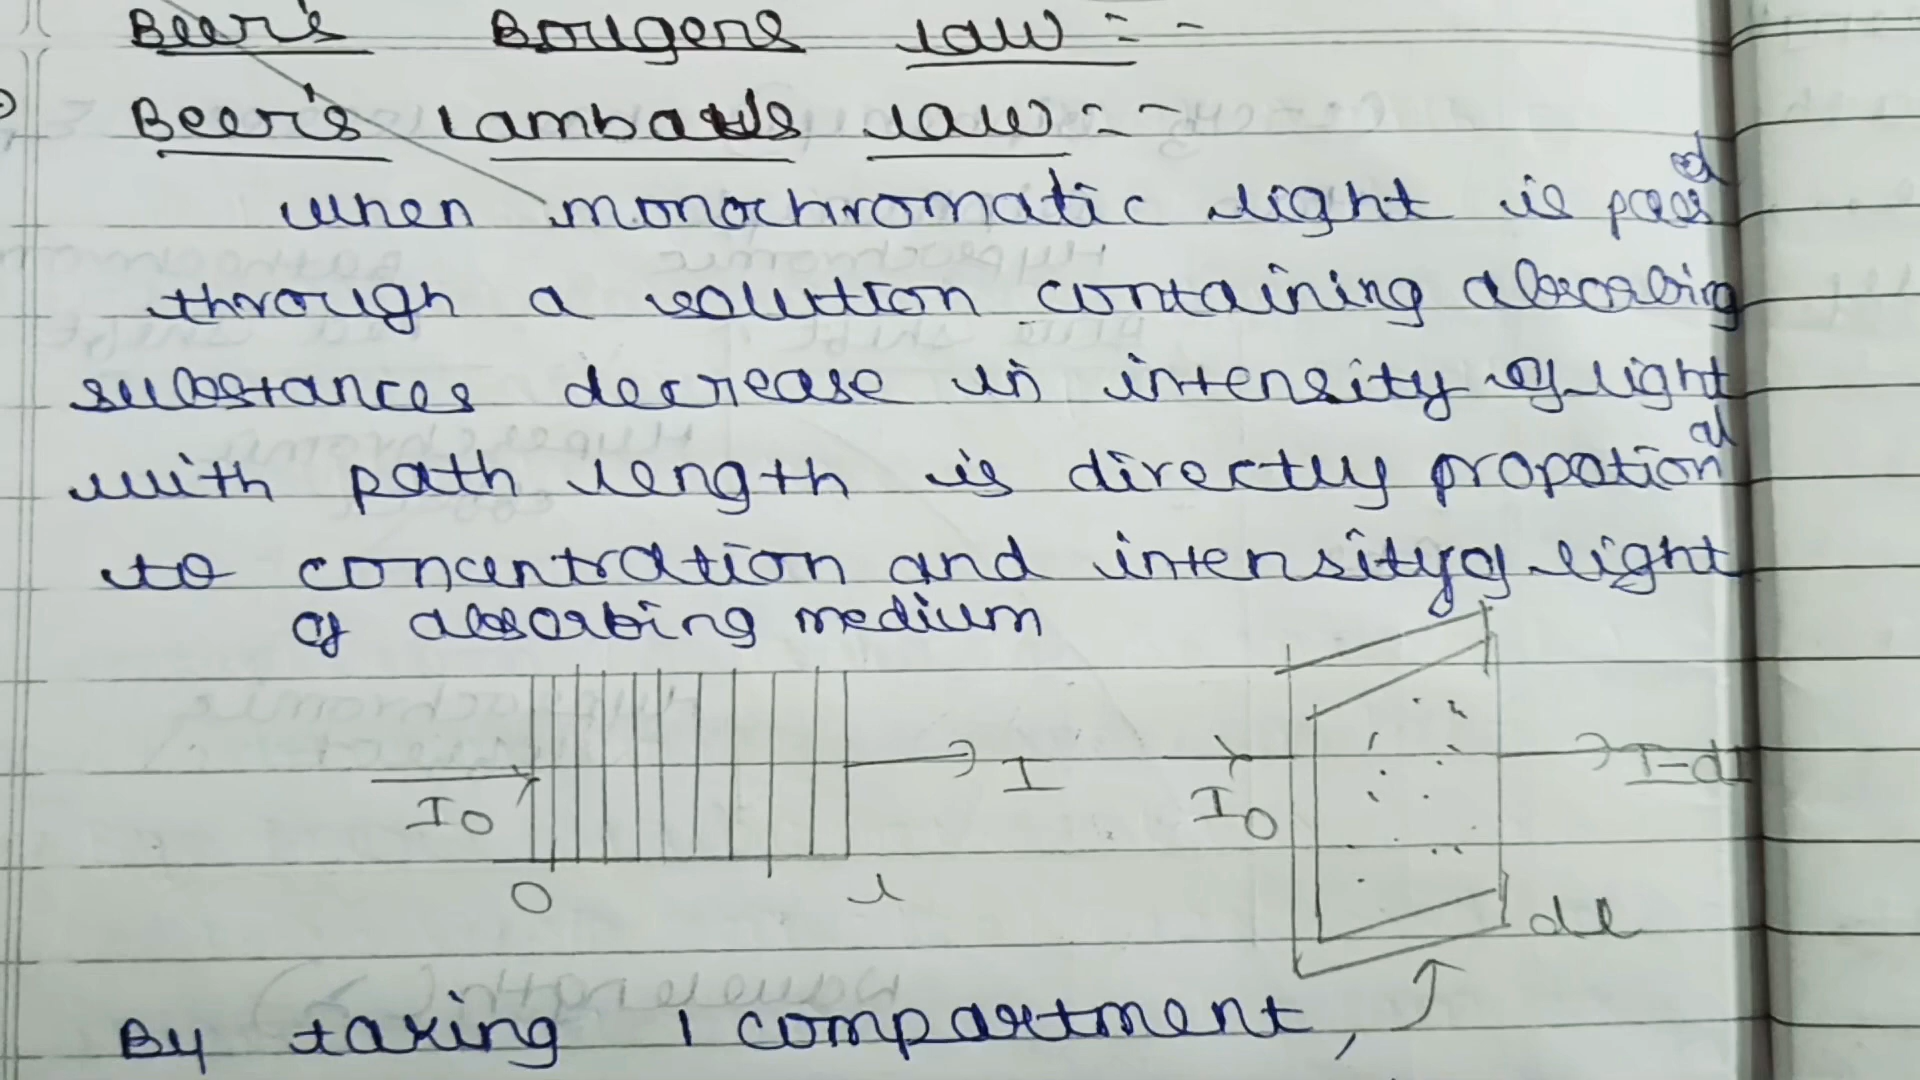 Beer's Bougens law :-
Beer's Lambarts law :-
when monochromatic light is passed
through a solution containing absorbing
substances decrease in intensity of light
with path length is directly propotional
to concentration and intensity of light
of absorbing medium
I0 I I0 I-dI
0 l dl
By taking 1 compartment,